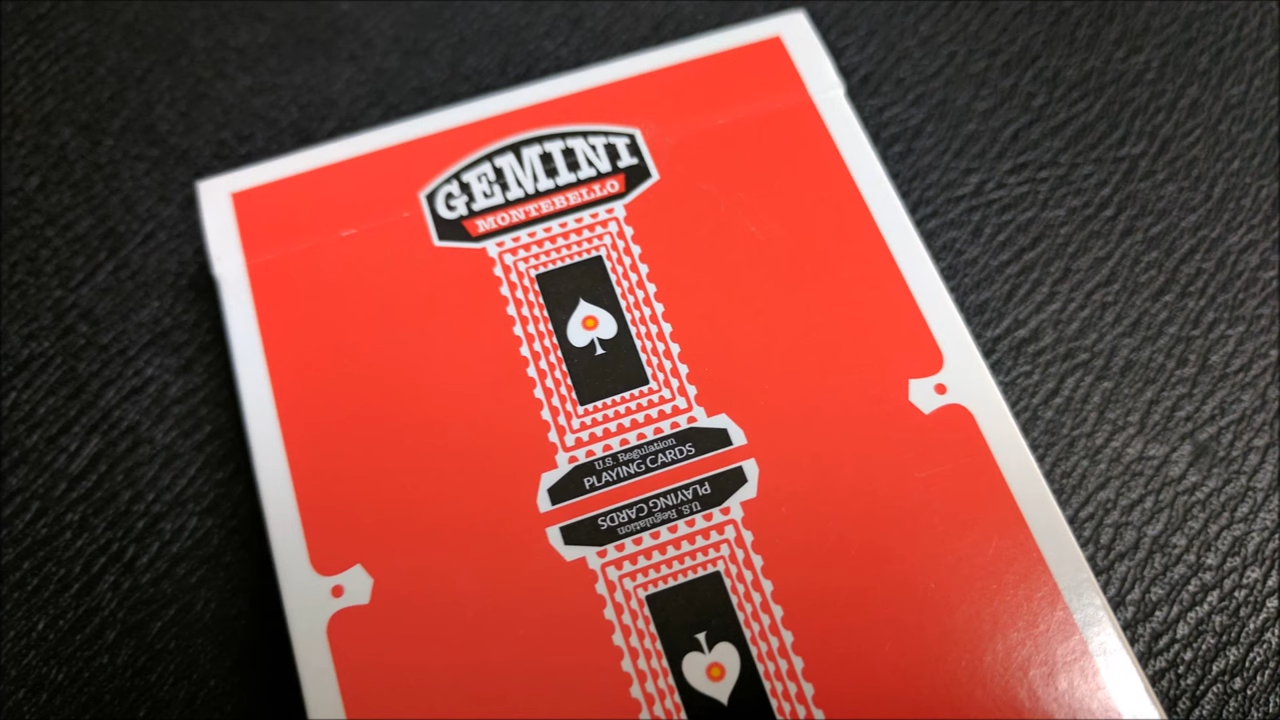 GEMINI
MONTEBELLO
U.S. Regulation
PLAYING CARDS
PLAYING CARDS
U.S. Regulation